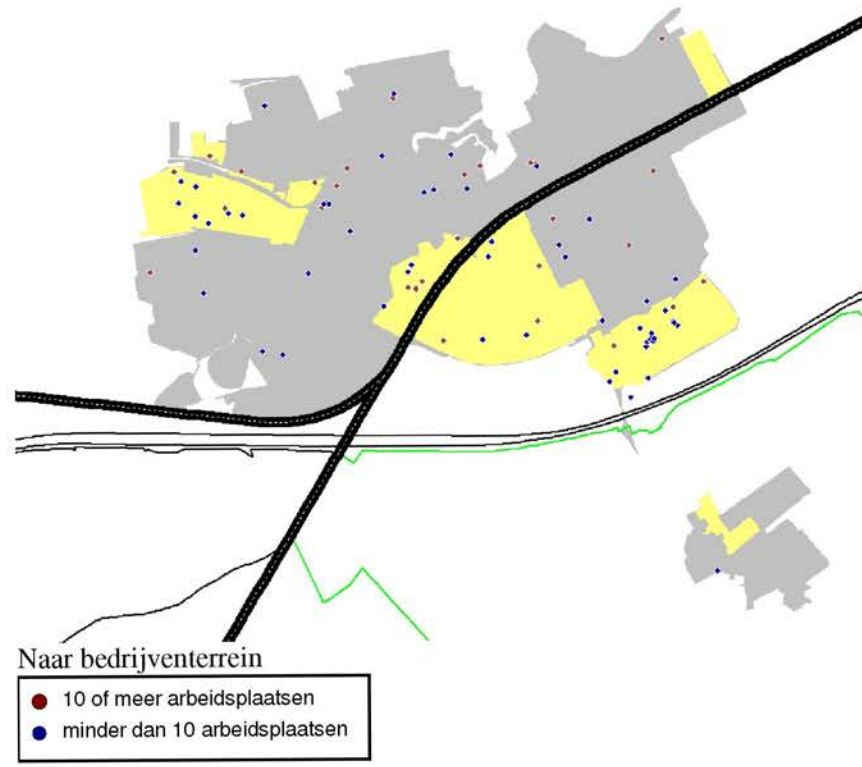 Naar bedrijventerrein
10 of meer arbeidsplaatsen
minder dan 10 arbeidsplaatsen